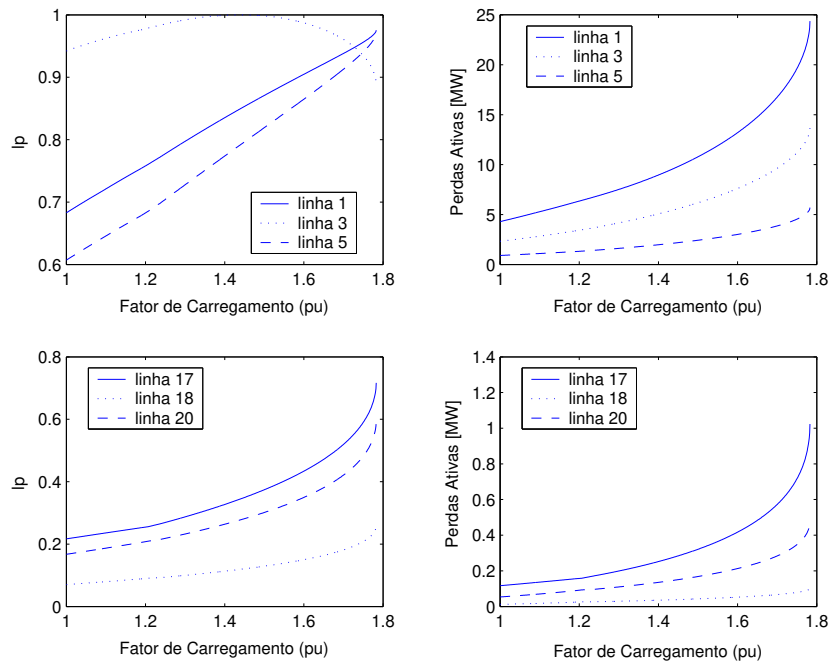 1
0.9
0.8
0.7
0.6
1
1.2
1.4
1.6
1.8
Ip
Fator de Carregamento (pu)
linha 1
linha 3
linha 5
25
20
15
10
5
0
1
1.2
1.4
1.6
1.8
Perdas Ativas [MW]
Fator de Carregamento (pu)
linha 1
linha 3
linha 5
0.8
0.6
0.4
0.2
0
1
1.2
1.4
1.6
1.8
Ip
Fator de Carregamento (pu)
linha 17
linha 18
linha 20
1.4
1.2
1
0.8
0.6
0.4
0.2
0
1
1.2
1.4
1.6
1.8
Perdas Ativas [MW]
Fator de Carregamento (pu)
linha 17
linha 18
linha 20